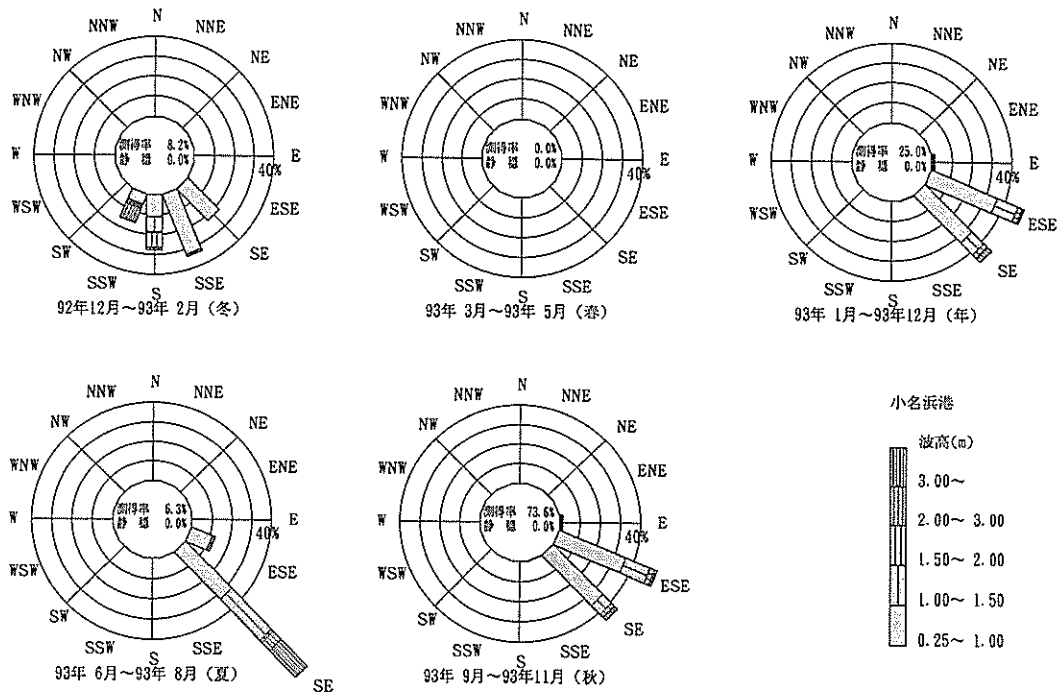 N
NNW
NNE
NW
NE
WNW
ENE
W
E
測得率 8.2%
静 穏 0.0%
40%
WSW
ESE
SW
SE
SSW
SSE
S
92年12月～93年 2月 (冬)
N
NNW
NNE
NW
NE
WNW
ENE
W
E
測得率 0.0%
静 穏 0.0%
40%
WSW
ESE
SW
SE
SSW
SSE
S
93年 3月～93年 5月 (春)
N
NNW
NNE
NW
NE
WNW
ENE
W
E
測得率 25.0%
静 穏 0.0%
40%
WSW
ESE
SW
SE
SSW
SSE
S
93年 1月～93年12月 (年)
N
NNW
NNE
NW
NE
WNW
ENE
W
E
測得率 6.3%
静 穏 0.0%
40%
WSW
ESE
SW
SSW
SSE
S
SE
93年 6月～93年 8月 (夏)
N
NNW
NNE
NW
NE
WNW
ENE
W
E
測得率 73.6%
静 穏 0.0%
40%
WSW
ESE
SW
SE
SSW
SSE
S
93年 9月～93年11月 (秋)
小名浜港
波高(m)
3.00～
2.00～ 3.00
1.50～ 2.00
1.00～ 1.50
0.25～ 1.00